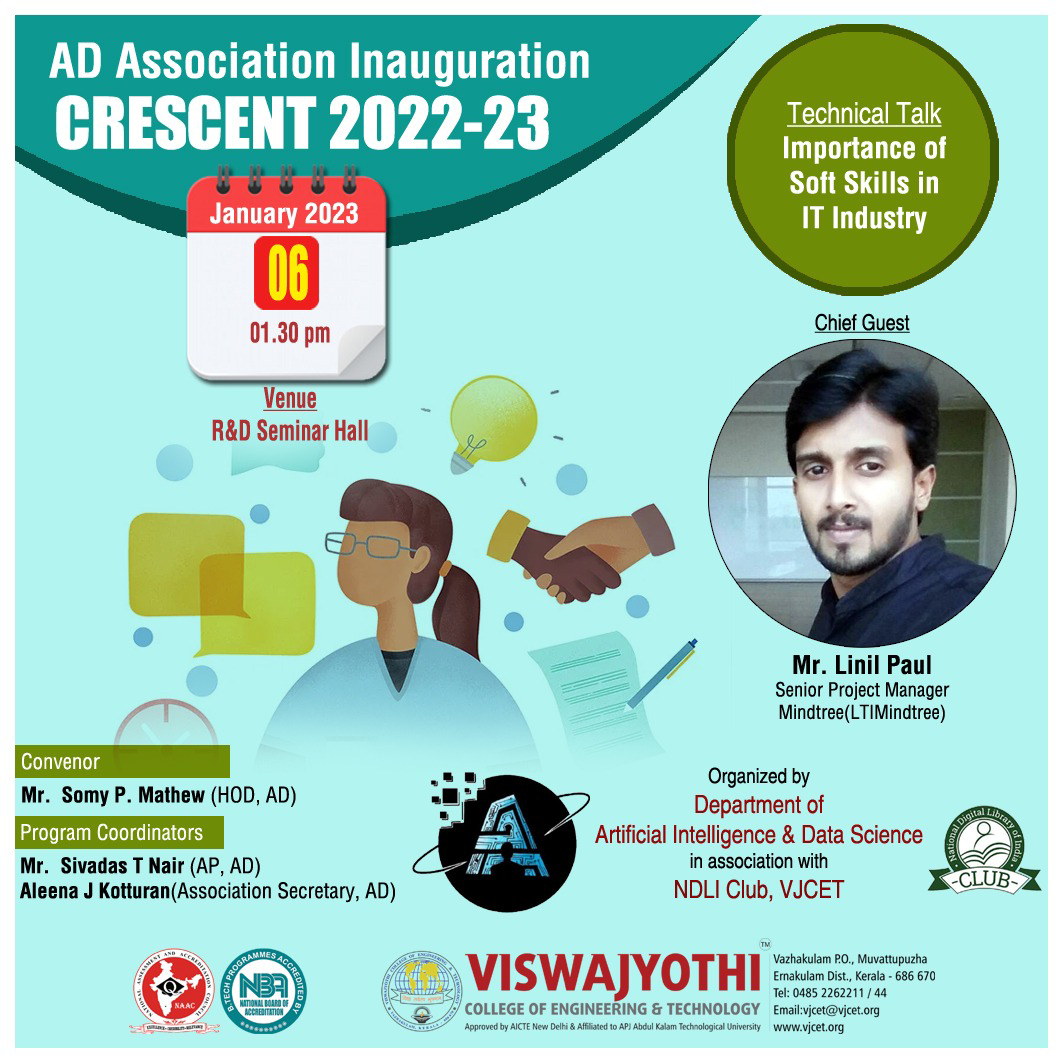 AD Association Inauguration
CRESCENT 2022-23
January 2023
06
01.30 pm
Venue
R&D Seminar Hall
Technical Talk
Importance of
Soft Skills in
IT Industry
Chief Guest
Mr. Linil Paul
Senior Project Manager
Mindtree(LTIMindtree)
Convenor
Mr. Somy P. Mathew (HOD, AD)
Program Coordinators
Mr. Sivadas T Nair (AP, AD)
Aleena J Kotturan(Association Secretary, AD)
Organized by
Department of
Artificial Intelligence & Data Science
in association with
NDLI Club, VJCET
National Digital Library of India
-CLUB-
NATIONAL ASSESSMENT AND ACCREDITATION COUNCIL
NAAC
B.TECH PROGRAMMES ACCREDITED BY
NBA
NATIONAL BOARD OF
ACCREDITATION
VISWAJYOTHI
TM
COLLEGE OF ENGINEERING & TECHNOLOGY
Approved by AICTE New Delhi & Affiliated to APJ Abdul Kalam Technological University
Vazhakulam P.O., Muvattupuzha
Ernakulam Dist., Kerala - 686 670
Tel: 0485 2262211 / 44
Email:vjcet@vjcet.org
www.vjcet.org